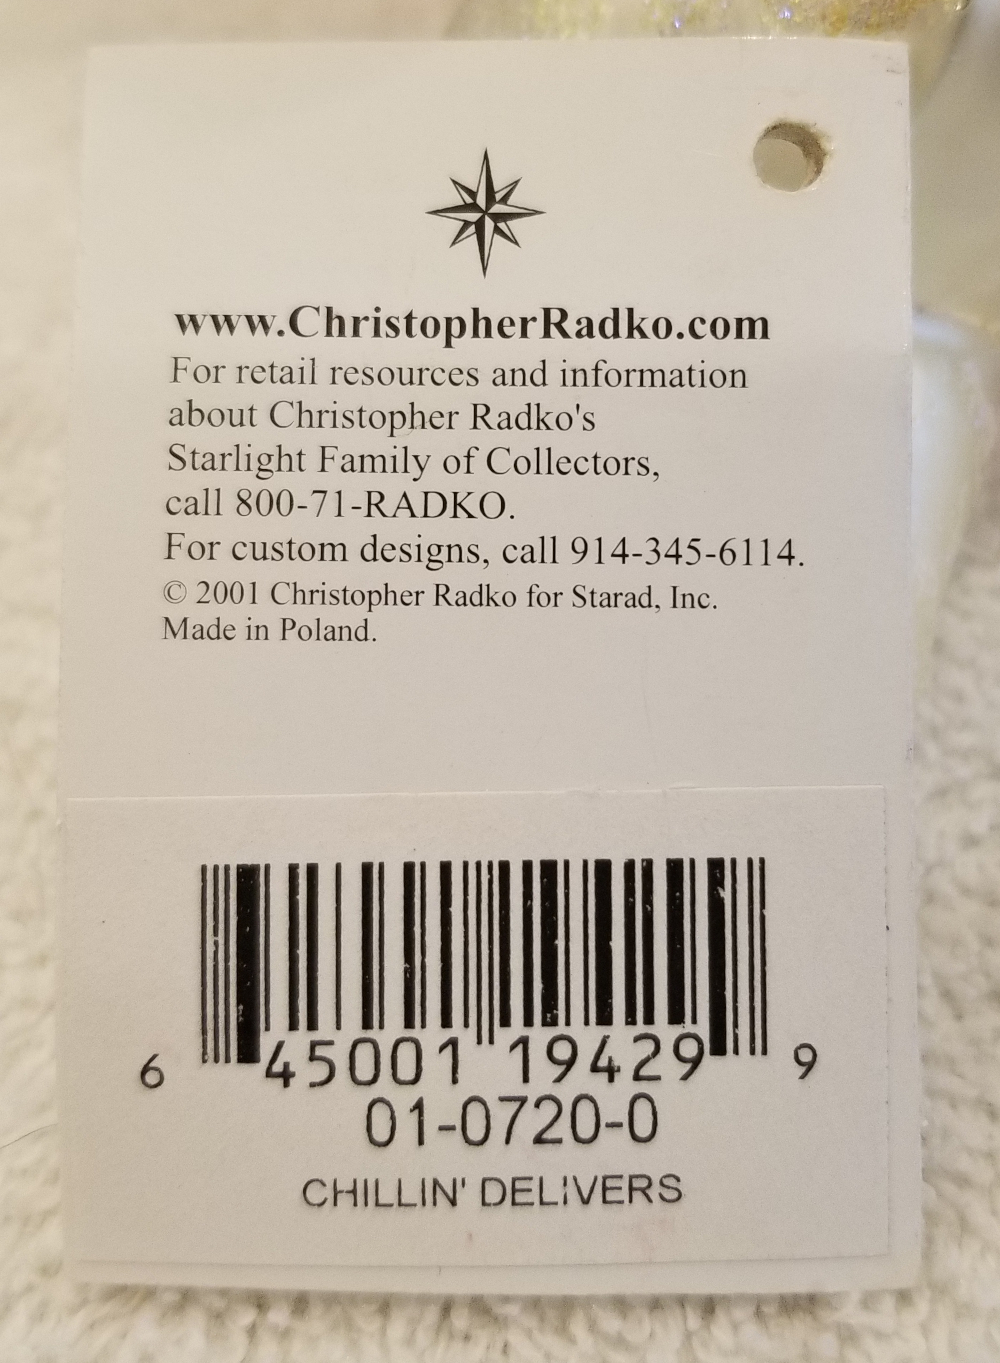 www.ChristopherRadko.com
For retail resources and information
about Christopher Radko's
Starlight Family of Collectors,
call 800-71-RADKO.
For custom designs, call 914-345-6114.
© 2001 Christopher Radko for Starad, Inc.
Made in Poland.
6 45001 19429 9
01-0720-0
CHILLIN' DELIVERS